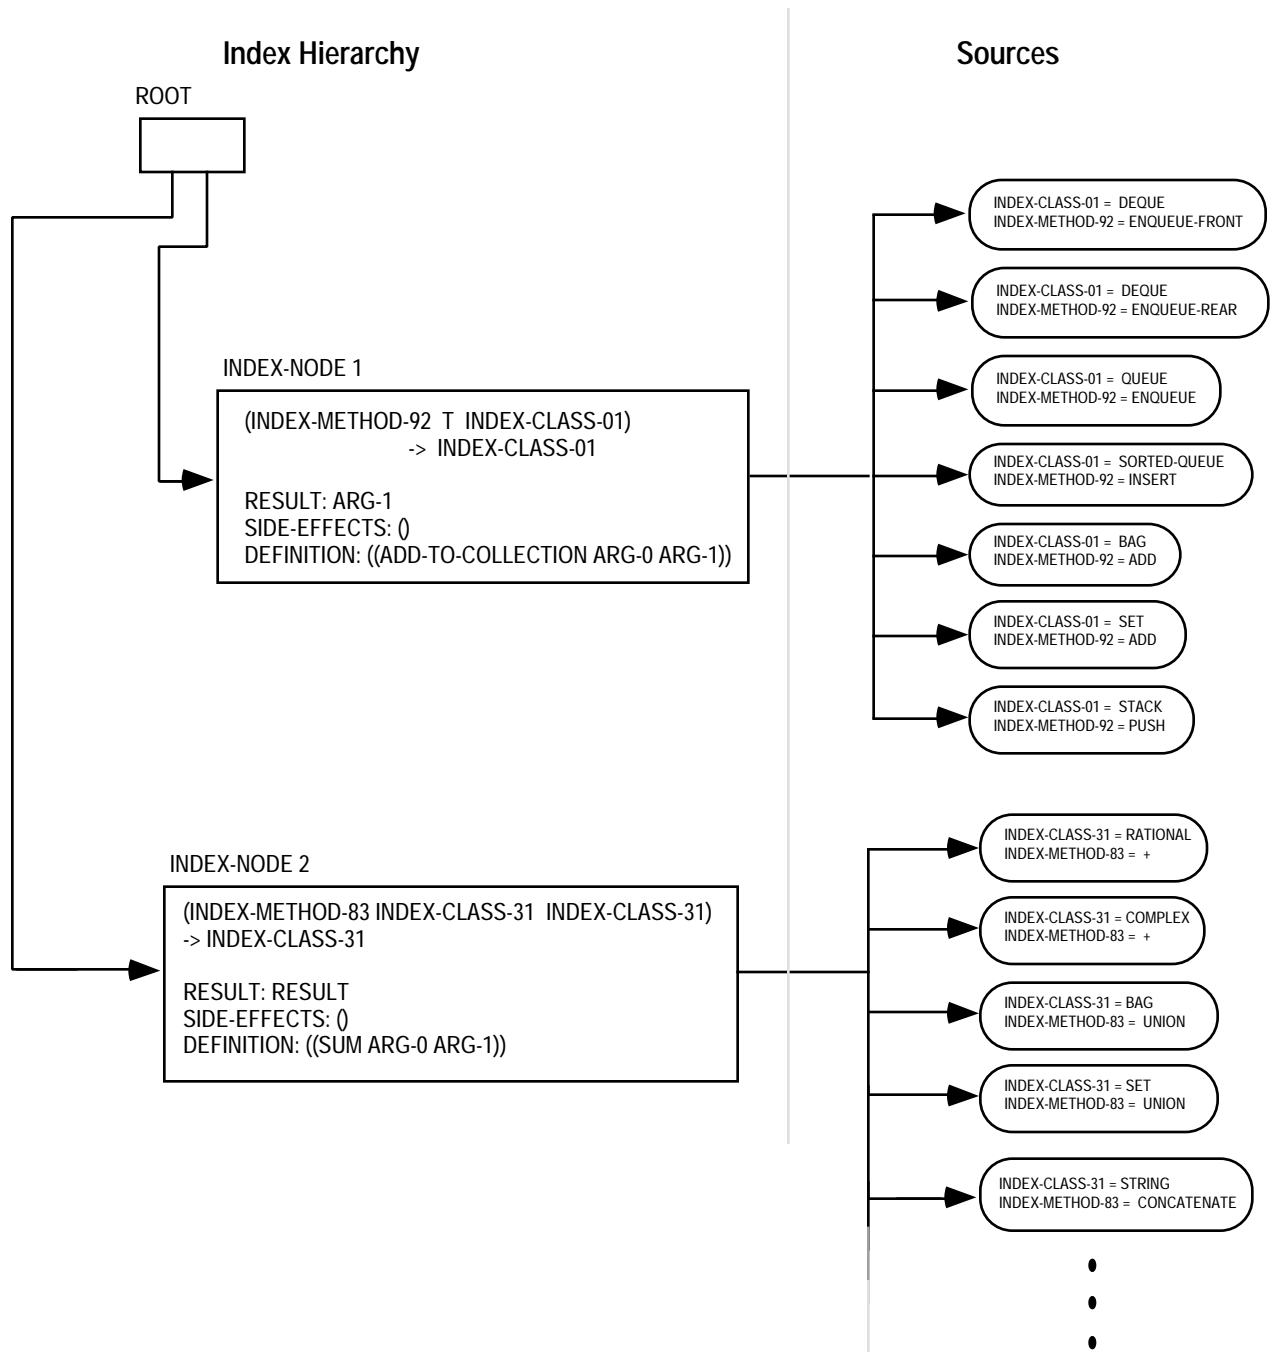 Index Hierarchy
Sources
ROOT
INDEX-CLASS-01 = DEQUE
INDEX-METHOD-92 = ENQUEUE-FRONT
INDEX-CLASS-01 = DEQUE
INDEX-METHOD-92 = ENQUEUE-REAR
INDEX-NODE 1
(INDEX-METHOD-92 T INDEX-CLASS-01)
-> INDEX-CLASS-01
RESULT: ARG-1
SIDE-EFFECTS: ()
DEFINITION: ((ADD-TO-COLLECTION ARG-0 ARG-1))
INDEX-CLASS-01 = QUEUE
INDEX-METHOD-92 = ENQUEUE
INDEX-CLASS-01 = SORTED-QUEUE
INDEX-METHOD-92 = INSERT
INDEX-CLASS-01 = BAG
INDEX-METHOD-92 = ADD
INDEX-CLASS-01 = SET
INDEX-METHOD-92 = ADD
INDEX-CLASS-01 = STACK
INDEX-METHOD-92 = PUSH
INDEX-NODE 2
(INDEX-METHOD-83 INDEX-CLASS-31 INDEX-CLASS-31)
-> INDEX-CLASS-31
RESULT: RESULT
SIDE-EFFECTS: ()
DEFINITION: ((SUM ARG-0 ARG-1))
INDEX-CLASS-31 = RATIONAL
INDEX-METHOD-83 = +
INDEX-CLASS-31 = COMPLEX
INDEX-METHOD-83 = +
INDEX-CLASS-31 = BAG
INDEX-METHOD-83 = UNION
INDEX-CLASS-31 = SET
INDEX-METHOD-83 = UNION
INDEX-CLASS-31 = STRING
INDEX-METHOD-83 = CONCATENATE